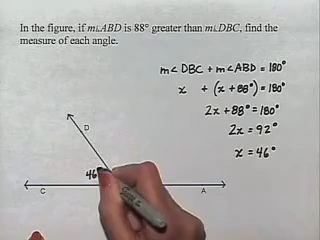 In the figure, if m∠ABD is 88° greater than m∠DBC, find the
measure of each angle.
m∠DBC + m∠ABD = 180°
x + (x + 88°) = 180°
2x + 88° = 180°
2x = 92°
x = 46°
D
46
C
A